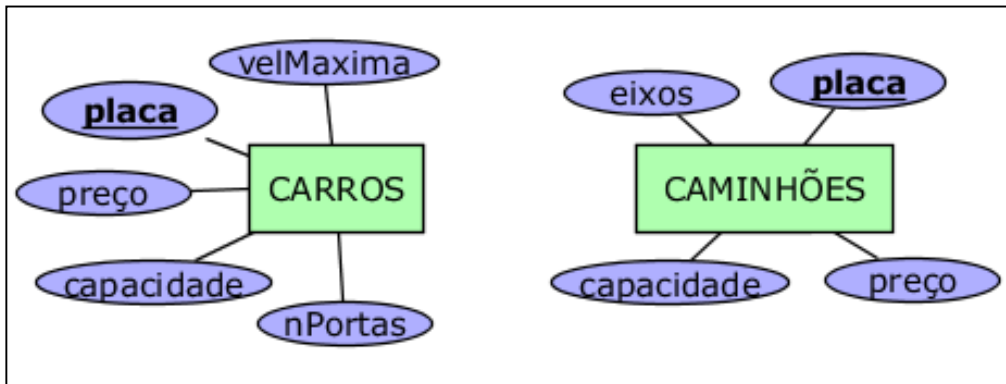 velMaxima
placa
preço
CARROS
capacidade
nPortas
eixos
placa
CAMINHÕES
capacidade
preço